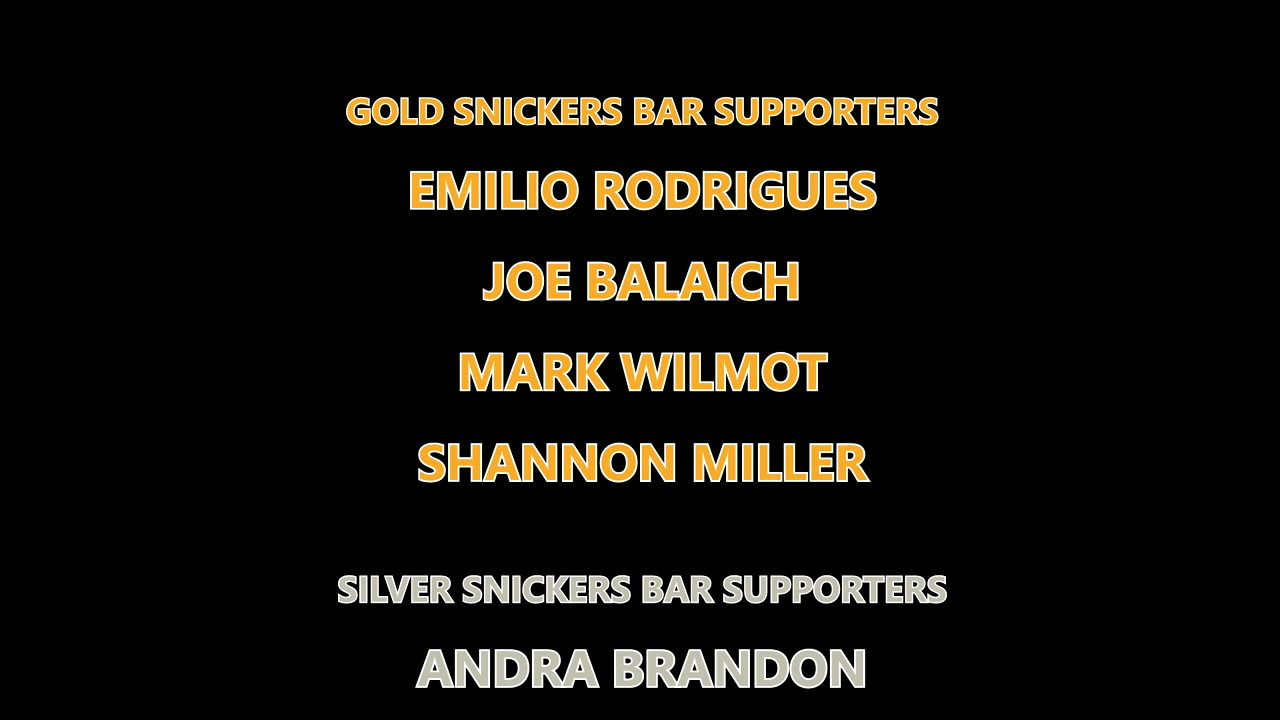 GOLD SNICKERS BAR SUPPORTERS
EMILIO RODRIGUES
JOE BALAICH
MARK WILMOT
SHANNON MILLER
SILVER SNICKERS BAR SUPPORTERS
ANDRA BRANDON